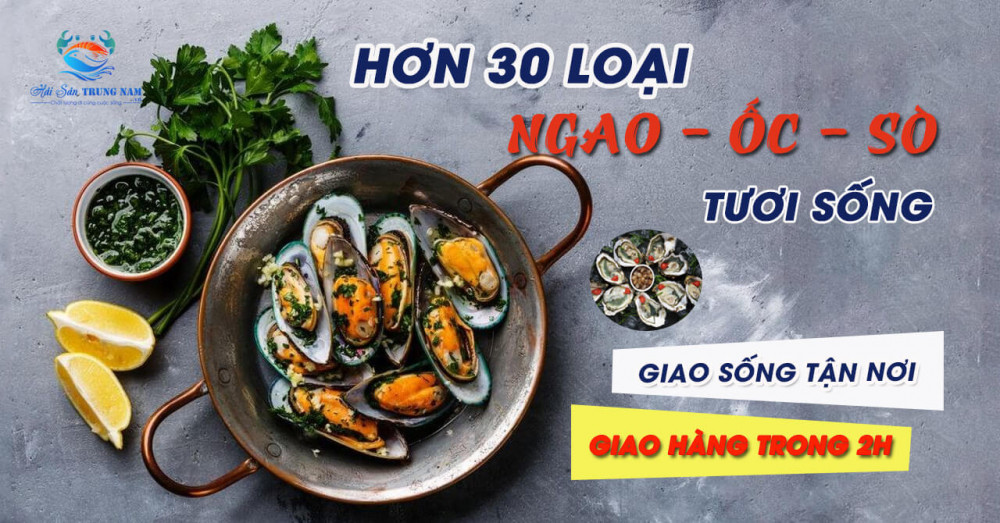 Hải Sản TRUNG NAM
HƠN 30 LOẠI
NGAO - ỐC - SÒ
TƯƠI SỐNG
GIAO SỐNG TẬN NƠI
GIAO HÀNG TRONG 2H